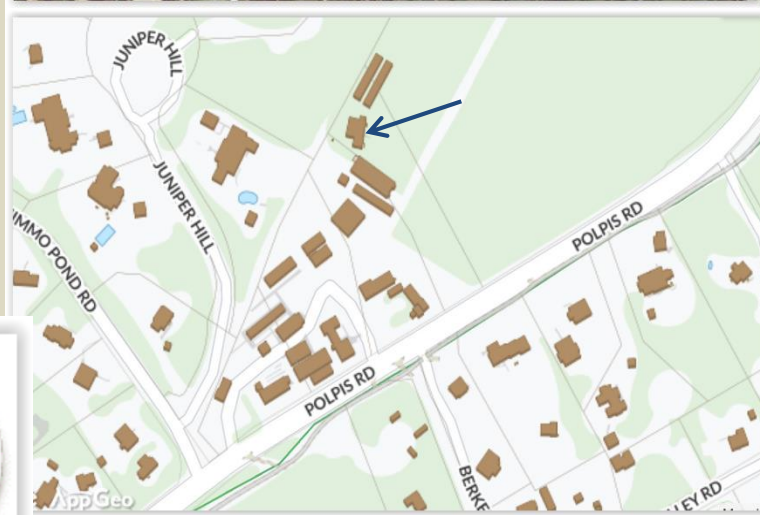 JUNIPER HILL
JUNIPER HILL
IMMO POND RD
POLPIS RD
POLPIS RD
BERKE
LEY RD
AppGeo